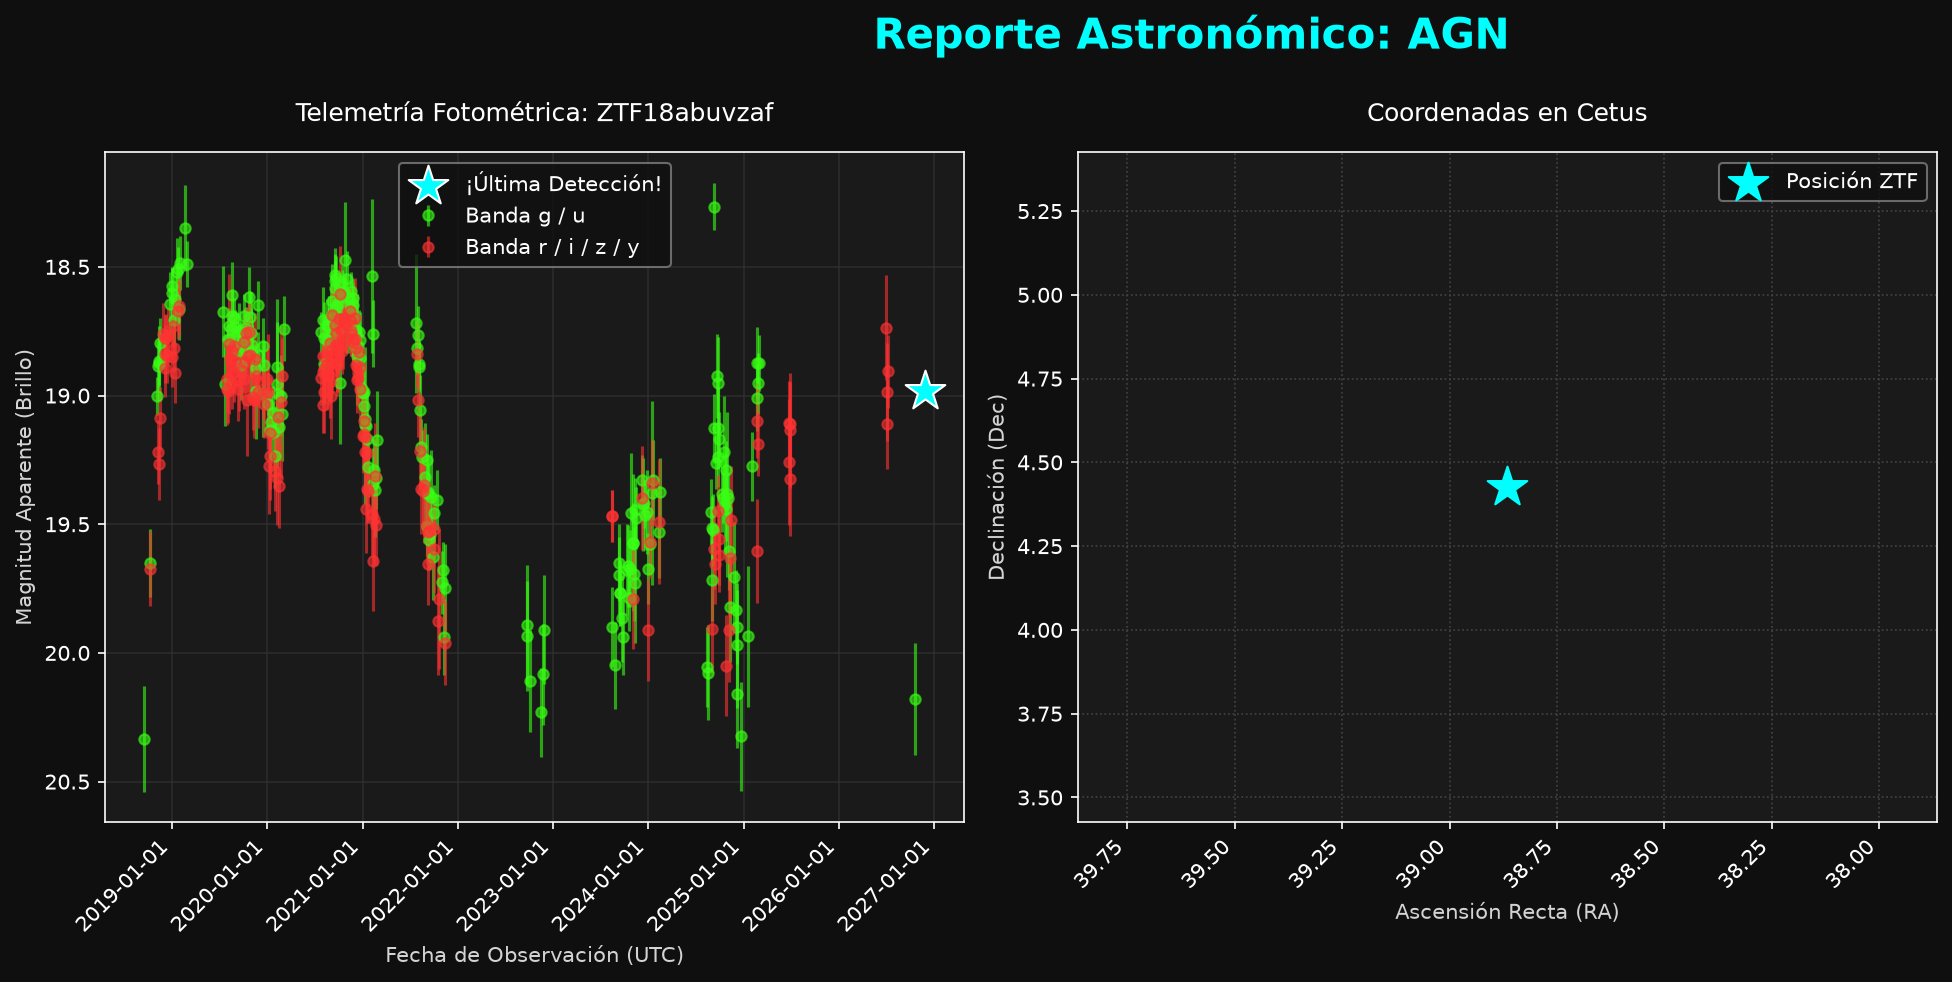 Reporte Astronómico: AGN
Telemetría Fotométrica: ZTF18abuvzaf
¡Última Detección!
Banda g / u
Banda r / i / z / y
Magnitud Aparente (Brillo)
18.5
19.0
19.5
20.0
20.5
2019-01-01
2020-01-01
2021-01-01
2022-01-01
2023-01-01
2024-01-01
2025-01-01
2026-01-01
2027-01-01
Fecha de Observación (UTC)
Coordenadas en Cetus
Posición ZTF
Declinación (Dec)
5.25
5.00
4.75
4.50
4.25
4.00
3.75
3.50
39.75
39.50
39.25
39.00
38.75
38.50
38.25
38.00
Ascensión Recta (RA)